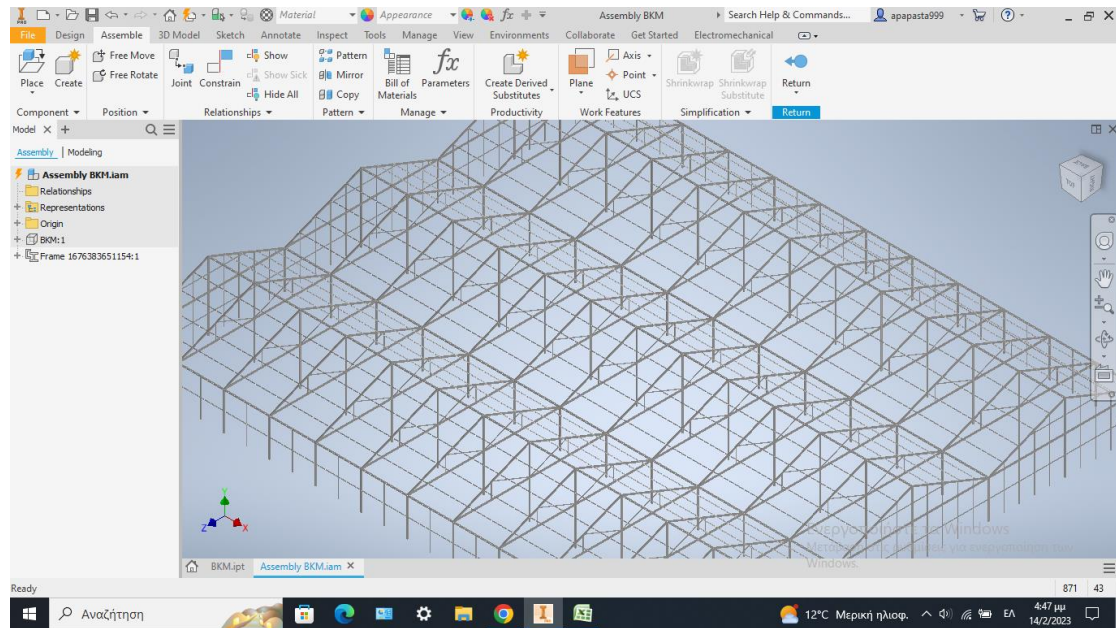 PRO
Material
Appearance
fx
Assembly BKM
Search Help & Commands...
apapasta999
File Design Assemble 3D Model Sketch Annotate Inspect Tools Manage View Environments Collaborate Get Started Electromechanical
Place
Create
Free Move
Free Rotate
Joint Constrain
Show
Show Sick
Hide All
Pattern
Mirror
Copy
Bill of
Materials
fx
Parameters
Create Derived
Substitutes
Plane
Axis
Point
UCS
Shrinkwrap
Shrinkwrap
Substitute
Return
Component Position Relationships Pattern Manage Productivity Work Features Simplification Return
Model
Assembly | Modeling
Assembly BKM.iam
Relationships
Representations
Origin
BKM:1
Frame 1676383651154:1
Y
Z X
Windows
Windows.
BKM.ipt Assembly BKM.iam
Ready
871 43
Αναζήτηση
12°C Μερική ηλιοφ.
ΕΛ
4:47 μμ
14/2/2023